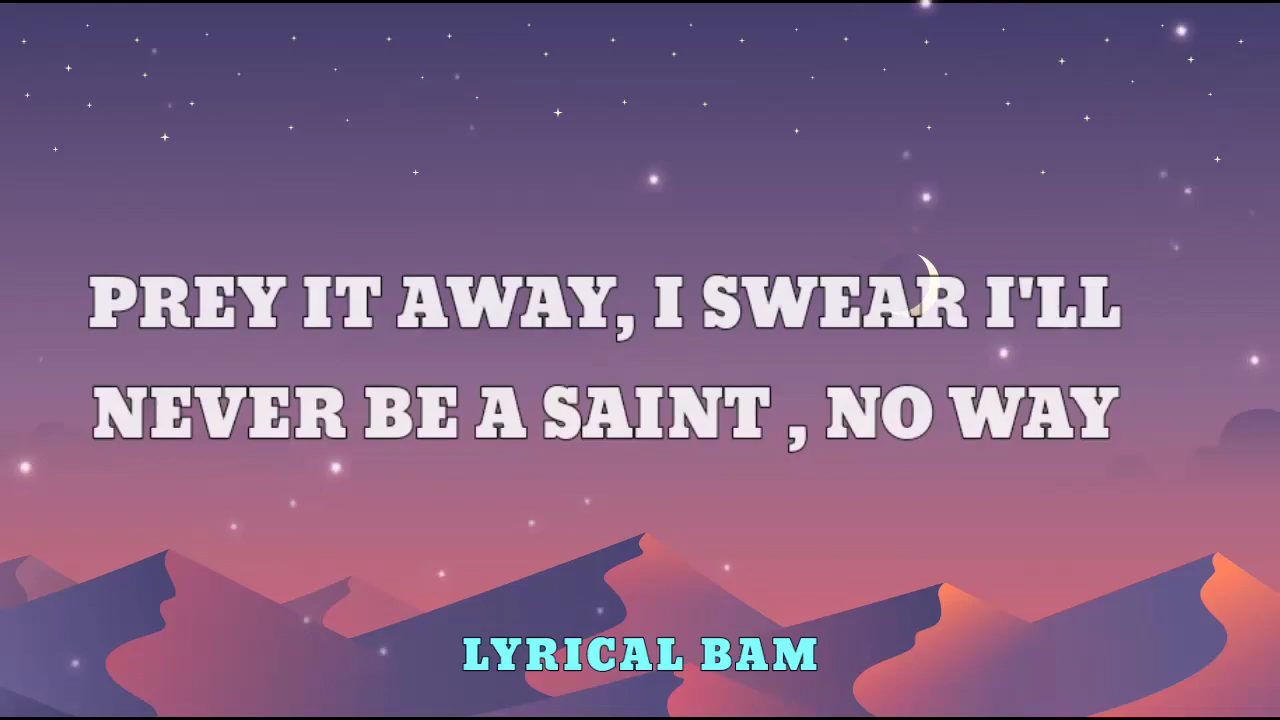 PREY IT AWAY, I SWEAR I'LL
NEVER BE A SAINT , NO WAY
LYRICAL BAM